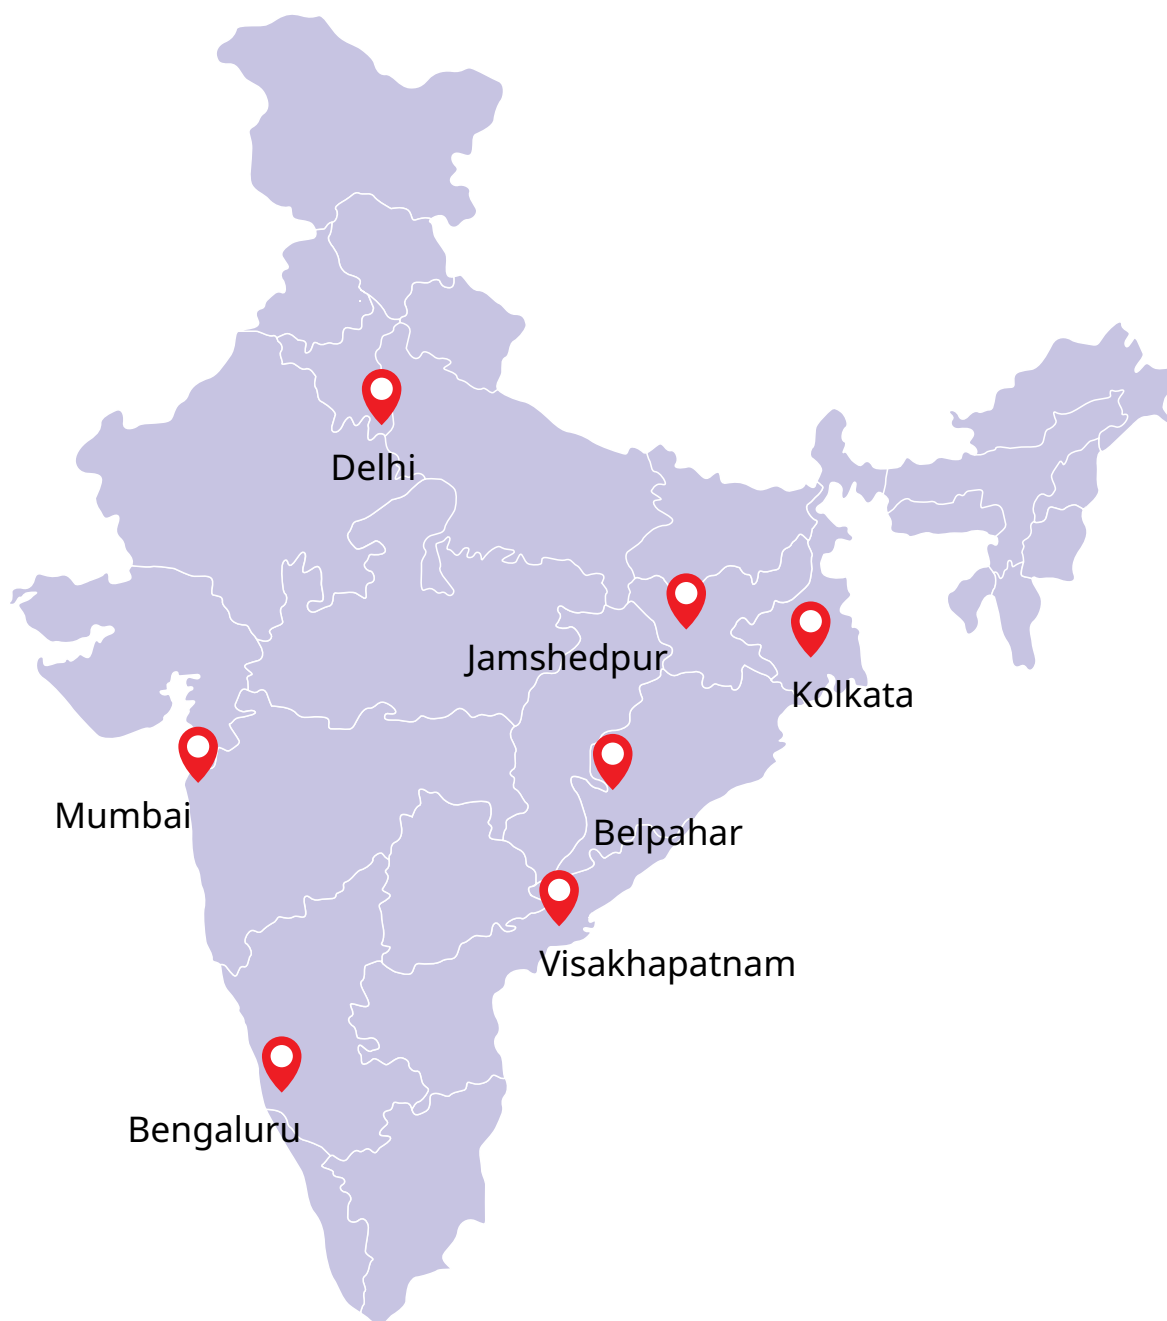 Delhi
Jamshedpur
Kolkata
Mumbai
Belpahar
Visakhapatnam
Bengaluru